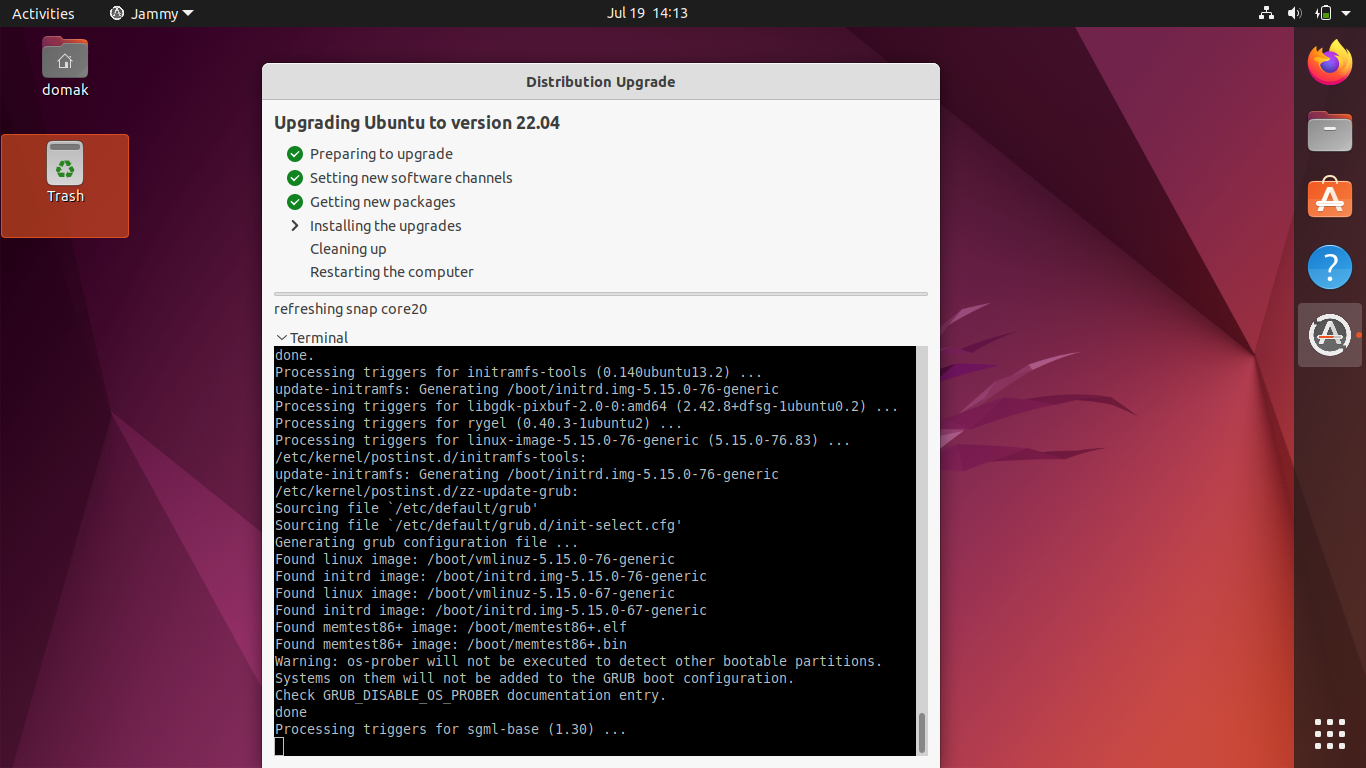 Activities
Jammy
Jul 19 14:13
domak
Trash
Distribution Upgrade
Upgrading Ubuntu to version 22.04
Preparing to upgrade
Setting new software channels
Getting new packages
Installing the upgrades
Cleaning up
Restarting the computer
refreshing snap core20
Terminal
done.
Processing triggers for initramfs-tools (0.140ubuntu13.2) ...
update-initramfs: Generating /boot/initrd.img-5.15.0-76-generic
Processing triggers for libgdk-pixbuf-2.0-0:amd64 (2.42.8+dfsg-1ubuntu0.2) ...
Processing triggers for rygel (0.40.3-1ubuntu2) ...
Processing triggers for linux-image-5.15.0-76-generic (5.15.0-76.83) ...
/etc/kernel/postinst.d/initramfs-tools:
update-initramfs: Generating /boot/initrd.img-5.15.0-76-generic
/etc/kernel/postinst.d/zz-update-grub:
Sourcing file `/etc/default/grub'
Sourcing file `/etc/default/grub.d/init-select.cfg'
Generating grub configuration file ...
Found linux image: /boot/vmlinuz-5.15.0-76-generic
Found initrd image: /boot/initrd.img-5.15.0-76-generic
Found linux image: /boot/vmlinuz-5.15.0-67-generic
Found initrd image: /boot/initrd.img-5.15.0-67-generic
Found memtest86+ image: /boot/memtest86+.elf
Found memtest86+ image: /boot/memtest86+.bin
Warning: os-prober will not be executed to detect other bootable partitions.
Systems on them will not be added to the GRUB boot configuration.
Check GRUB_DISABLE_OS_PROBER documentation entry.
done
Processing triggers for sgml-base (1.30) ...